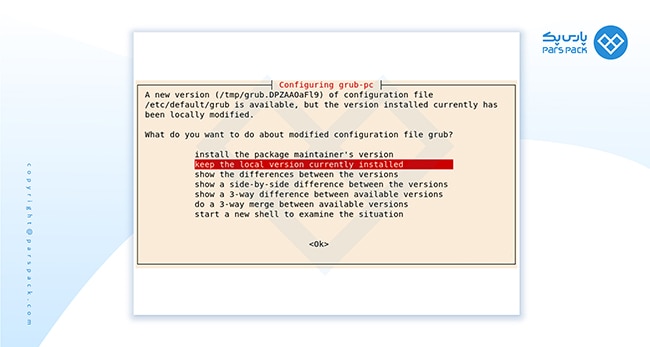 پارس پک
PARS PACK
Configuring grub-pc
A new version (/tmp/grub.DPZAAOaFl9) of configuration file
/etc/default/grub is available, but the version installed currently has
been locally modified.
What do you want to do about modified configuration file grub?
install the package maintainer's version
keep the local version currently installed
show the differences between the versions
show a side-by-side difference between the versions
show a 3-way difference between available versions
do a 3-way merge between available versions
start a new shell to examine the situation
<Ok>
copyright@parspack.com